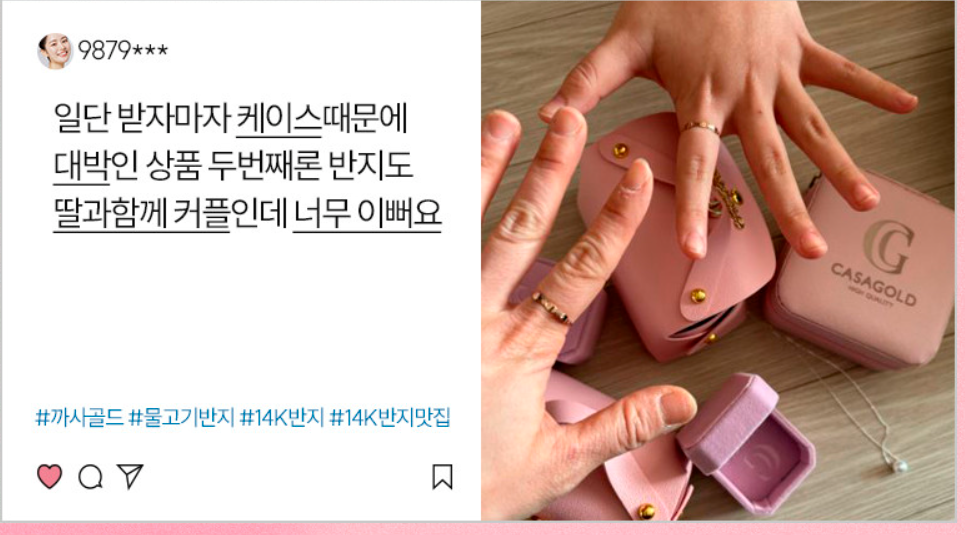 9879***
일단 받자마자 케이스때문에
대박인 상품 두번째론 반지도
딸과함께 커플인데 너무 이뻐요
#까사골드 #물고기반지 #14K반지 #14K반지맛집
CG
CASAGOLD
HIGH QUALITY